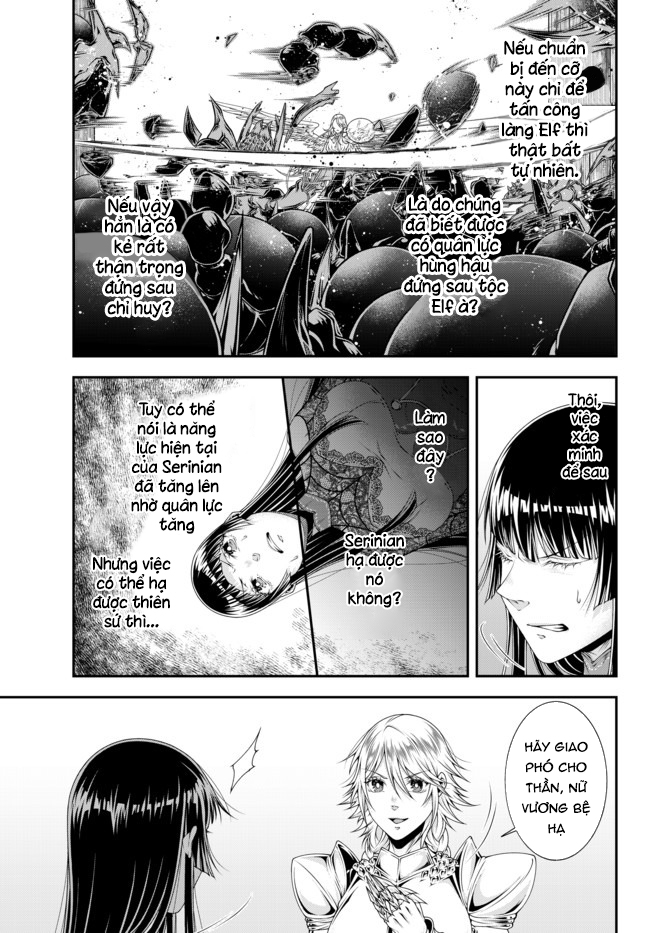 Nếu chuẩn
bị đến cỡ
này chỉ để
tấn công
làng Elf thì
thật bất
tự nhiên.
Là do chúng
đã biết được
có quân lực
hùng hậu
đứng sau tộc
Elf à?
Nếu vậy
hẳn là có
kẻ rất
thận trọng
đứng sau
chỉ huy?
Thôi,
việc
xác
minh
để sau
Làm
sao
đây
?
Serinian
hạ được
nó
không?
Tuy có thể
nói là năng
lực hiện tại
của Serinian
đã tăng lên
nhờ quân lực
tăng
Nhưng việc
có thể hạ
được thiên
sứ thì...
HÃY GIAO
PHÓ CHO
THẦN, NỮ
VƯƠNG BỆ
HẠ